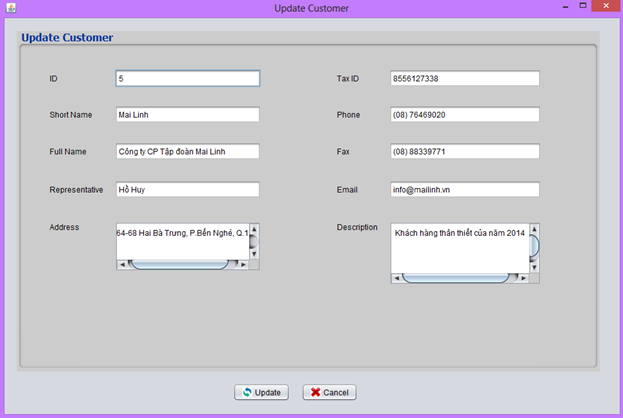 Update Customer
Update Customer
ID 5 Tax ID 8556127338
Short Name Mai Linh Phone (08) 76469020
Full Name Công ty CP Tập đoàn Mai Linh Fax (08) 88339771
Representative Hồ Huy Email info@mailinh.vn
Address 64-68 Hai Bà Trưng, P.Bến Nghé, Q.1 Description Khách hàng thân thiết của năm 2014
Update Cancel